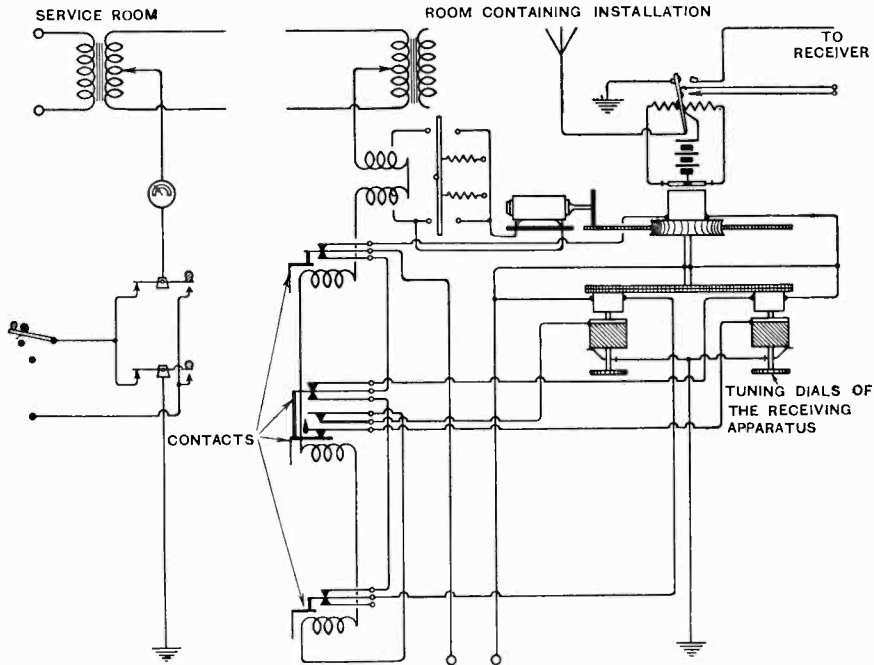 SERVICE ROOM
ROOM CONTAINING INSTALLATION
TO
RECEIVER
CONTACTS
TUNING DIALS OF
THE RECEIVING
APPARATUS